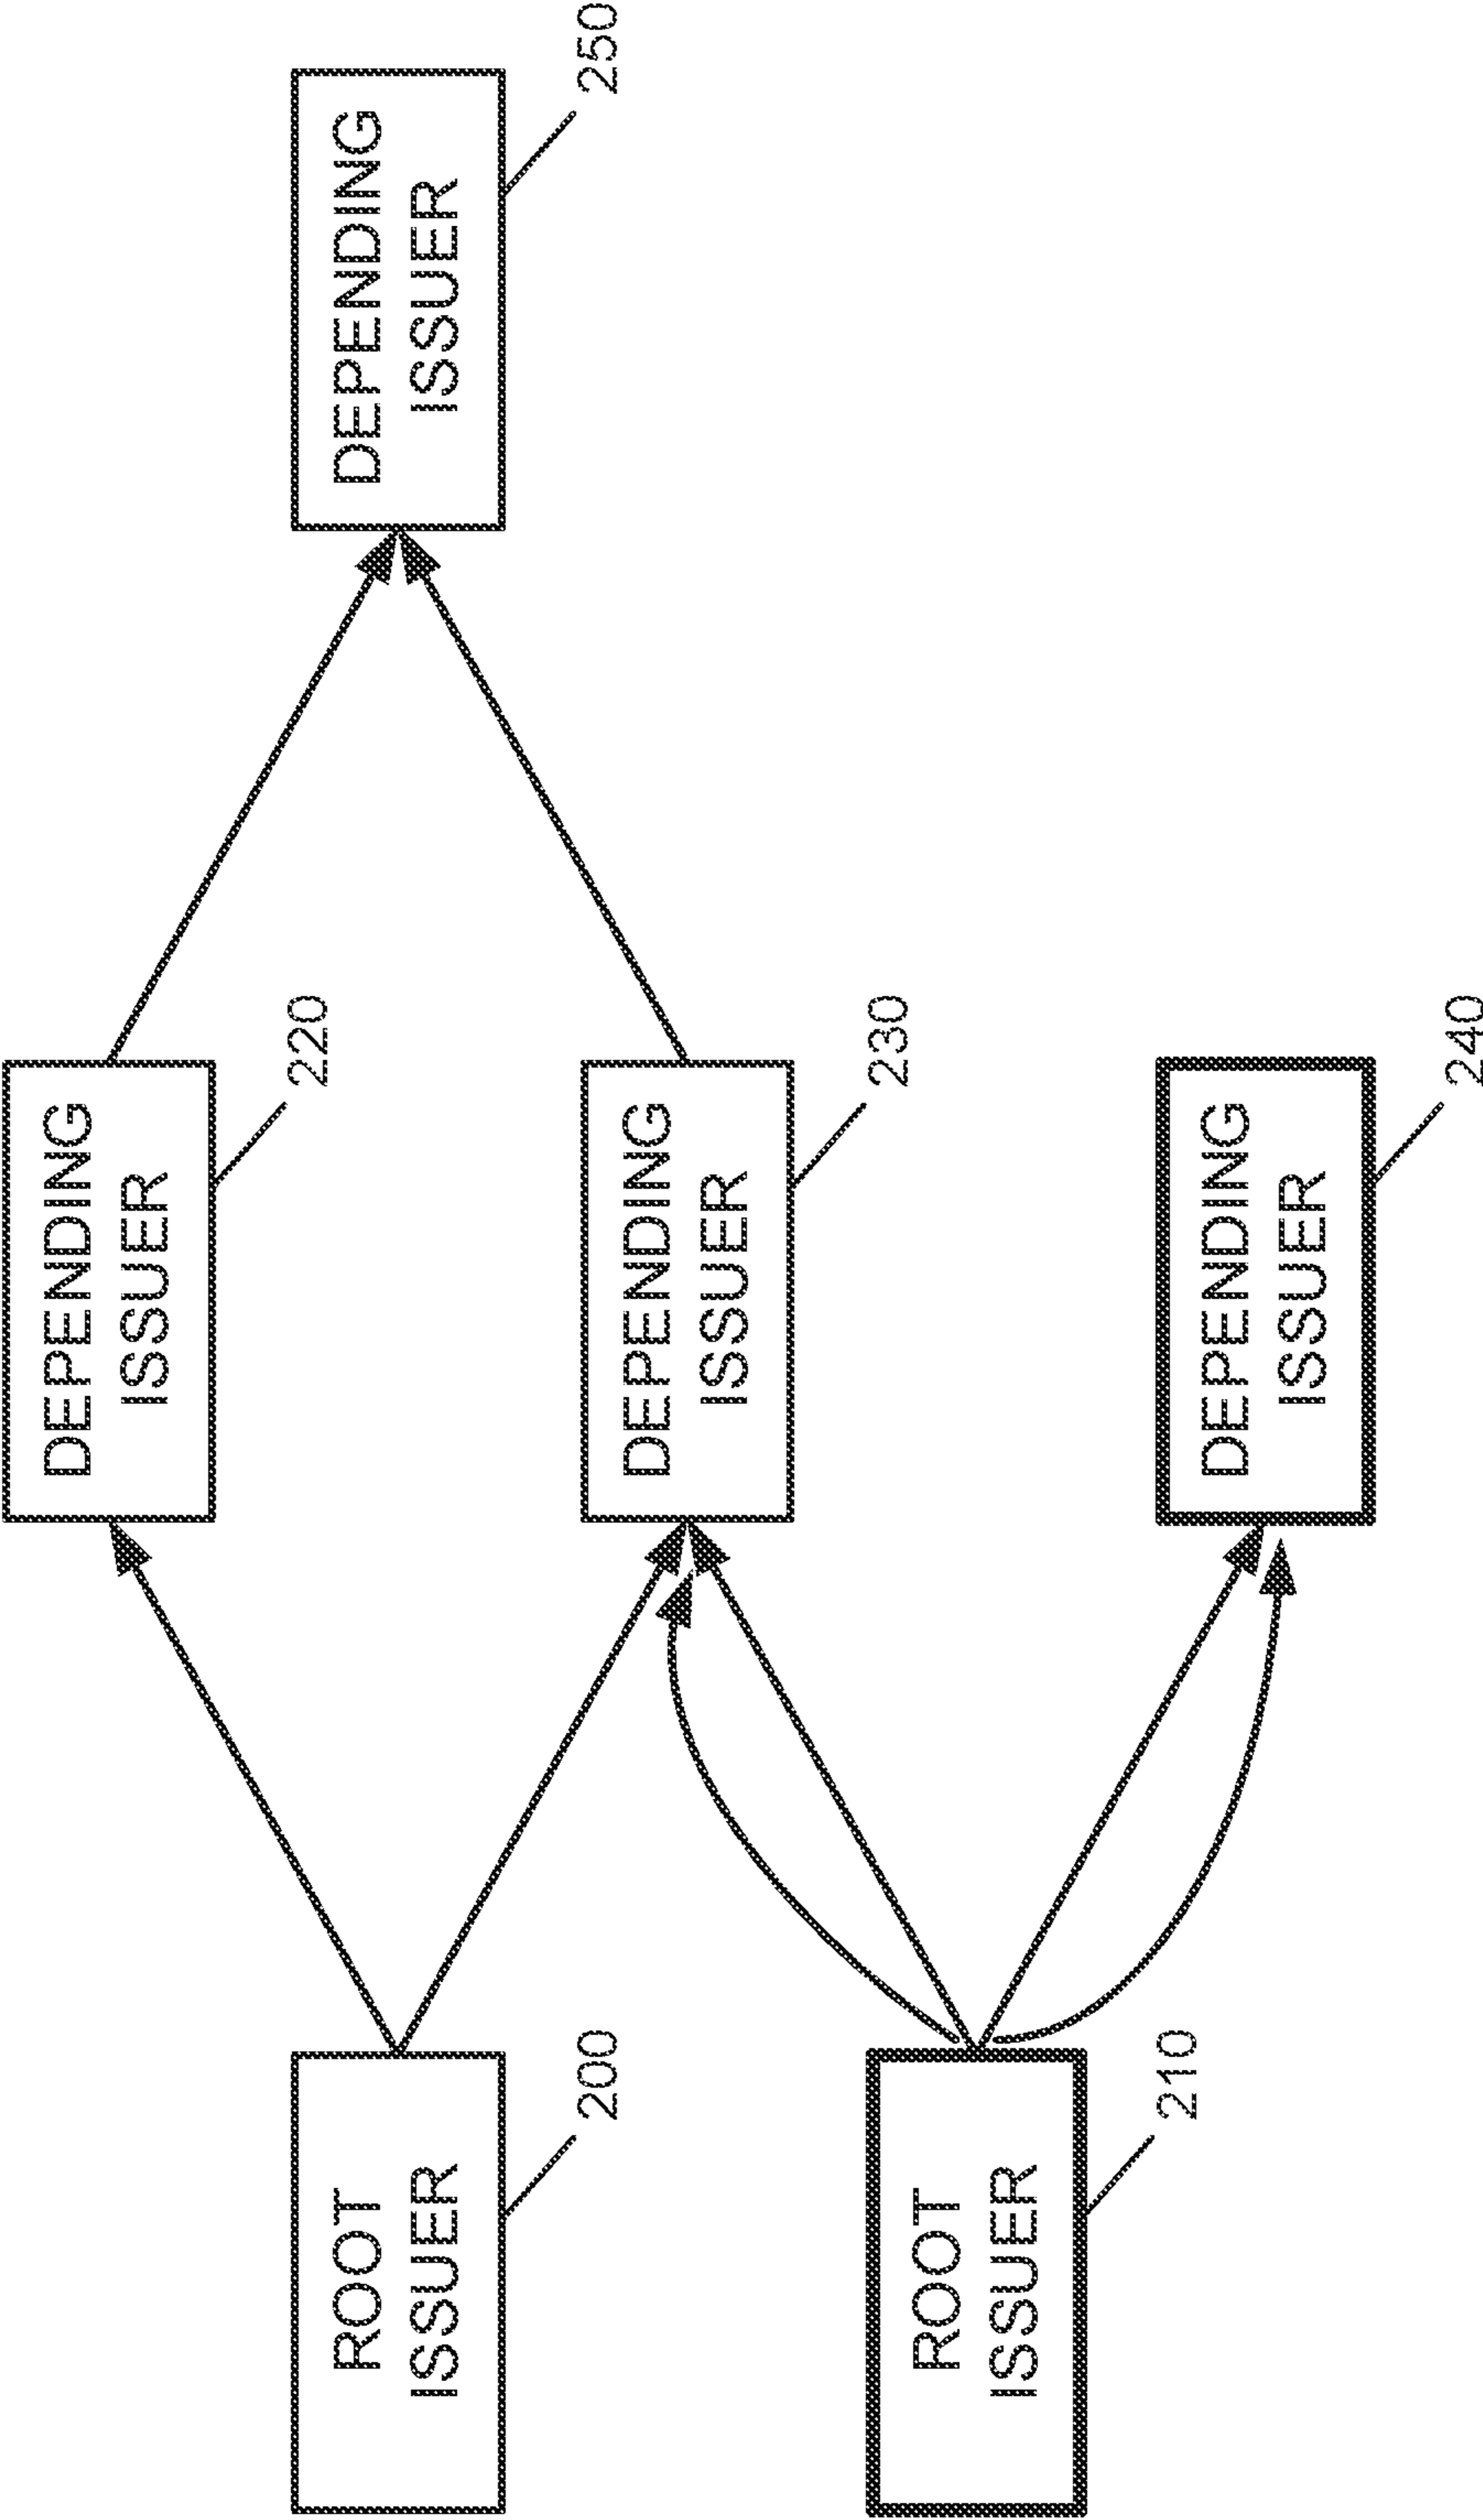 ROOT
ISSUER
200
ROOT
ISSUER
210
DEPENDING
ISSUER
220
DEPENDING
ISSUER
230
DEPENDING
ISSUER
240
DEPENDING
ISSUER
250